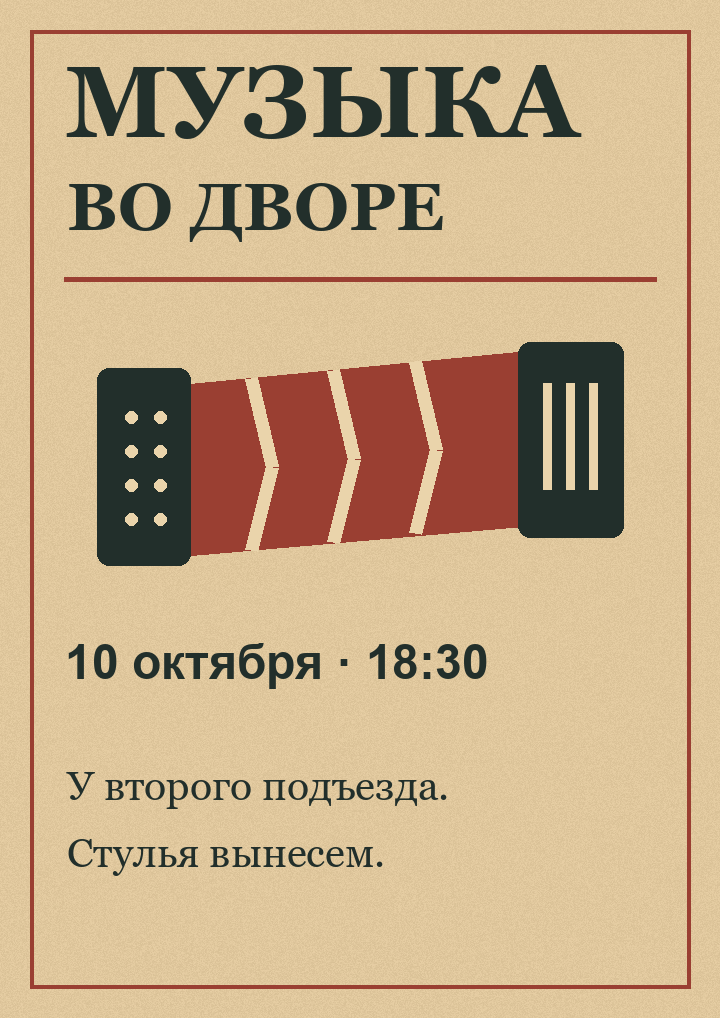 МУЗЫКА
ВО ДВОРЕ
10 октября · 18:30
У второго подъезда.
Стулья вынесем.